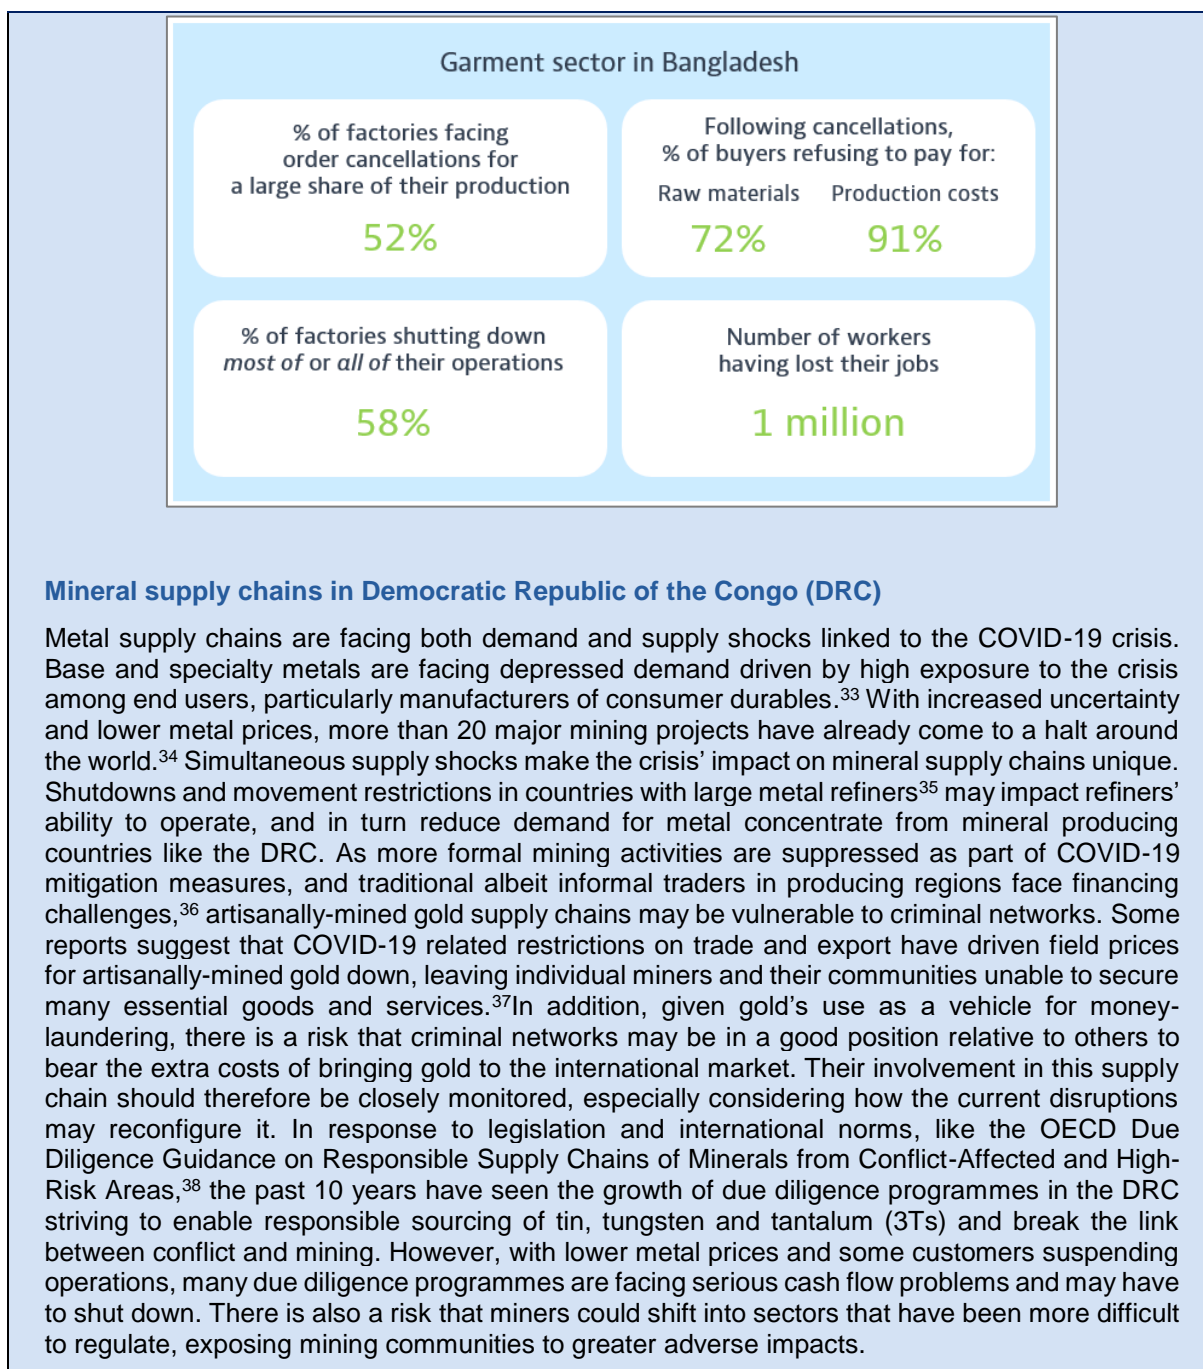 Garment sector in Bangladesh
% of factories facing
order cancellations for
a large share of their production
52%
Following cancellations,
% of buyers refusing to pay for:
Raw materials Production costs
72% 91%
% of factories shutting down
most of or all of their operations
58%
Number of workers
having lost their jobs
1 million
Mineral supply chains in Democratic Republic of the Congo (DRC)
Metal supply chains are facing both demand and supply shocks linked to the COVID-19 crisis.
Base and specialty metals are facing depressed demand driven by high exposure to the crisis
among end users, particularly manufacturers of consumer durables.33 With increased uncertainty
and lower metal prices, more than 20 major mining projects have already come to a halt around
the world.34 Simultaneous supply shocks make the crisis’ impact on mineral supply chains unique.
Shutdowns and movement restrictions in countries with large metal refiners35 may impact refiners’
ability to operate, and in turn reduce demand for metal concentrate from mineral producing
countries like the DRC. As more formal mining activities are suppressed as part of COVID-19
mitigation measures, and traditional albeit informal traders in producing regions face financing
challenges,36 artisanally-mined gold supply chains may be vulnerable to criminal networks. Some
reports suggest that COVID-19 related restrictions on trade and export have driven field prices
for artisanally-mined gold down, leaving individual miners and their communities unable to secure
many essential goods and services.37In addition, given gold’s use as a vehicle for money-
laundering, there is a risk that criminal networks may be in a good position relative to others to
bear the extra costs of bringing gold to the international market. Their involvement in this supply
chain should therefore be closely monitored, especially considering how the current disruptions
may reconfigure it. In response to legislation and international norms, like the OECD Due
Diligence Guidance on Responsible Supply Chains of Minerals from Conflict-Affected and High-
Risk Areas,38 the past 10 years have seen the growth of due diligence programmes in the DRC
striving to enable responsible sourcing of tin, tungsten and tantalum (3Ts) and break the link
between conflict and mining. However, with lower metal prices and some customers suspending
operations, many due diligence programmes are facing serious cash flow problems and may have
to shut down. There is also a risk that miners could shift into sectors that have been more difficult
to regulate, exposing mining communities to greater adverse impacts.